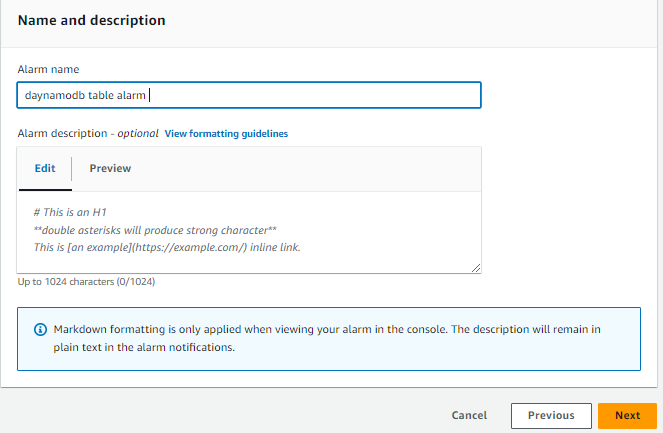 Name and description
Alarm name
daynamodb table alarm
Alarm description - optional View formatting guidelines
Edit Preview
# This is an H1
**double asterisks will produce strong character**
This is [an example](https://example.com/) inline link.
Up to 1024 characters (0/1024)
Markdown formatting is only applied when viewing your alarm in the console. The description will remain in
plain text in the alarm notifications.
Cancel Previous Next